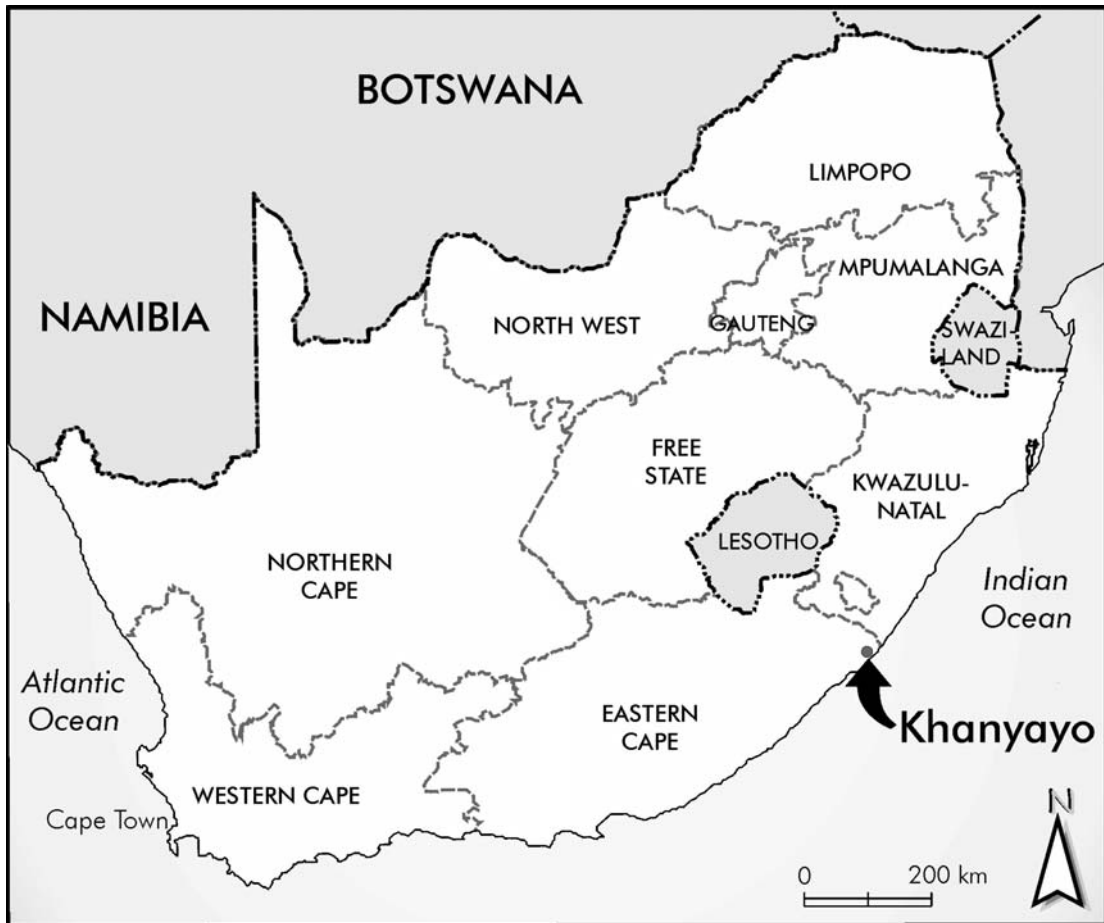 BOTSWANA
LIMPOPO
MPUMALANGA
NAMIBIA
NORTH WEST
GAUTENG
SWAZI-
LAND
FREE
STATE
KWAZULU-
NATAL
LESOTHO
NORTHERN
CAPE
Indian
Ocean
Atlantic
Ocean
EASTERN
CAPE
Khanyayo
WESTERN CAPE
Cape Town
N
0 200 km